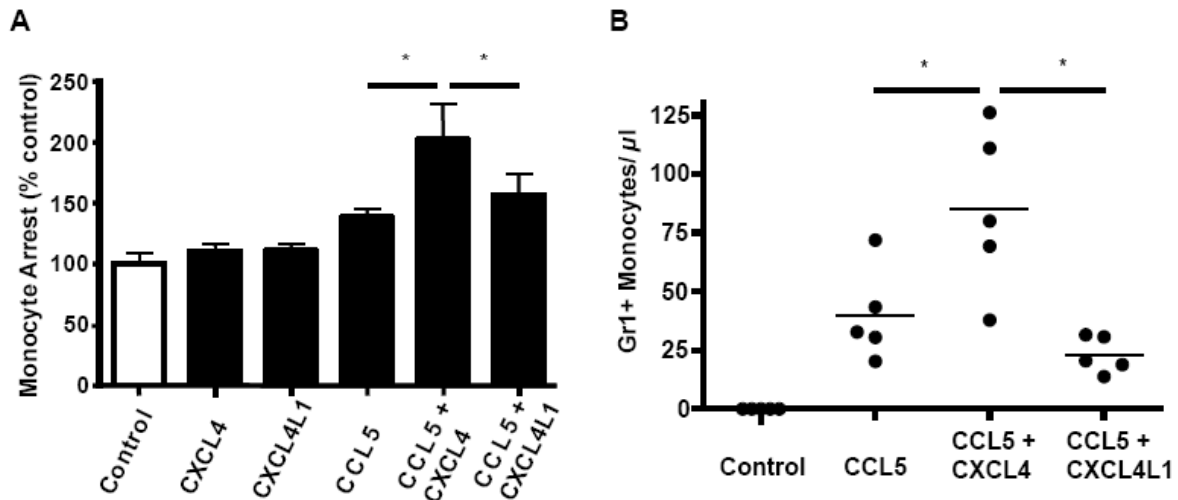 A
Monocyte Arrest (% control)
250
200
150
100
50
0
*
*
Control
CXCL4
CXCL4L1
CCL5
CCL5 +
CXCL4
CCL5 +
CXCL4L1
B
Gr1+ Monocytes/ µl
125
100
75
50
25
0
*
*
Control
CCL5
CCL5 +
CXCL4
CCL5 +
CXCL4L1